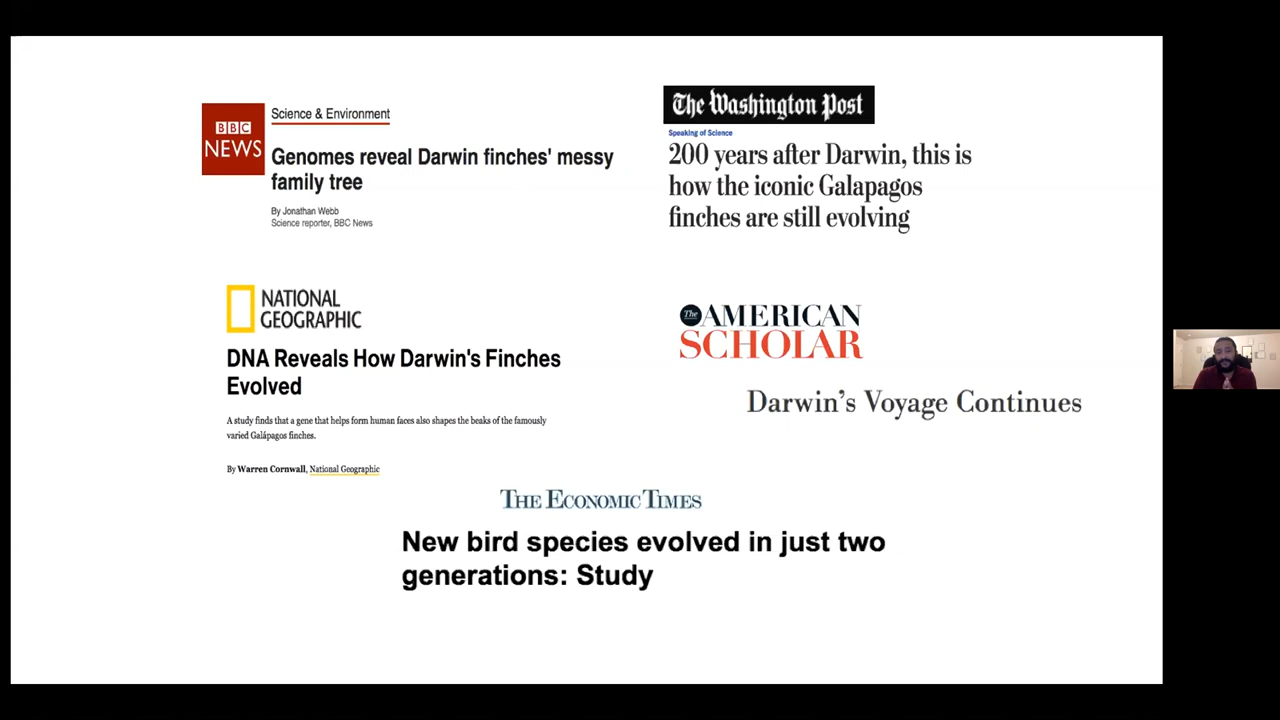 BBC
NEWS
Science & Environment
Genomes reveal Darwin finches' messy
family tree
By Jonathan Webb
Science reporter, BBC News
The Washington Post
Speaking of Science
200 years after Darwin, this is
how the iconic Galapagos
finches are still evolving
NATIONAL
GEOGRAPHIC
DNA Reveals How Darwin's Finches
Evolved
A study finds that a gene that helps form human faces also shapes the beaks of the famously
varied Galápagos finches.
By Warren Cornwall, National Geographic
The AMERICAN
SCHOLAR
Darwin's Voyage Continues
THE ECONOMIC TIMES
New bird species evolved in just two
generations: Study